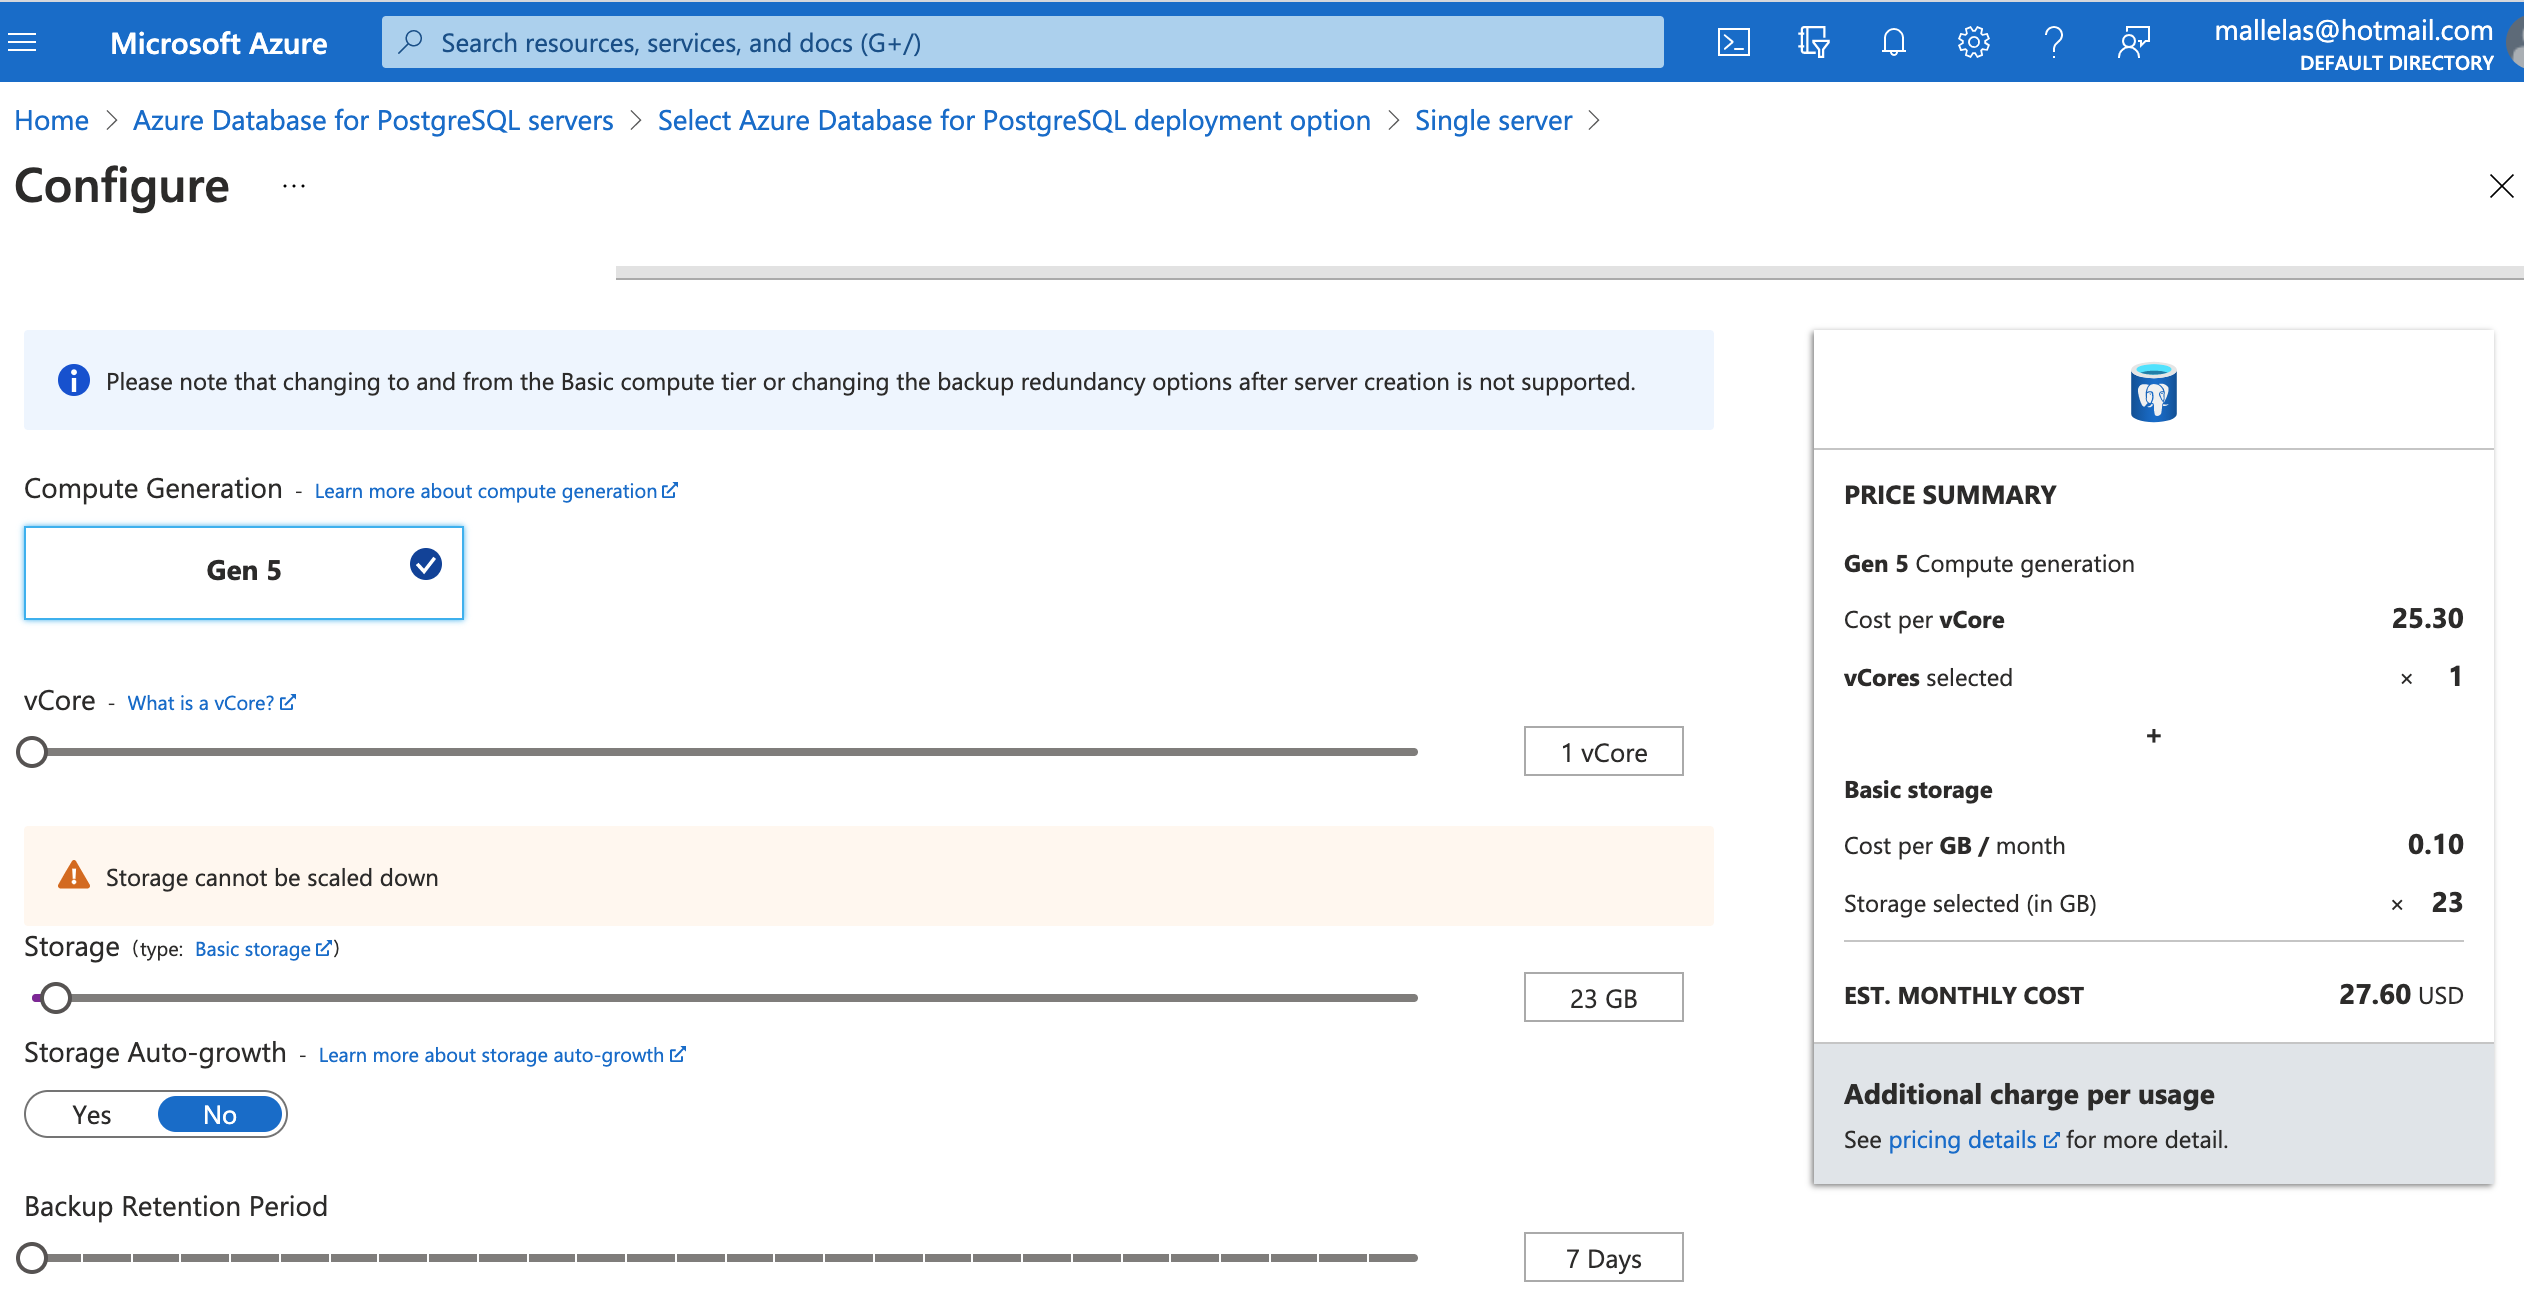 Microsoft Azure
Search resources, services, and docs (G+/)
mallelas@hotmail.com
DEFAULT DIRECTORY
Home > Azure Database for PostgreSQL servers > Select Azure Database for PostgreSQL deployment option > Single server >
Configure ...
Please note that changing to and from the Basic compute tier or changing the backup redundancy options after server creation is not supported.
Compute Generation - Learn more about compute generation
Gen 5
vCore - What is a vCore?
1 vCore
Storage cannot be scaled down
Storage (type: Basic storage)
23 GB
Storage Auto-growth - Learn more about storage auto-growth
Yes No
Backup Retention Period
7 Days
PRICE SUMMARY
Gen 5 Compute generation
Cost per vCore 25.30
vCores selected × 1
+
Basic storage
Cost per GB / month 0.10
Storage selected (in GB) × 23
EST. MONTHLY COST 27.60 USD
Additional charge per usage
See pricing details for more detail.